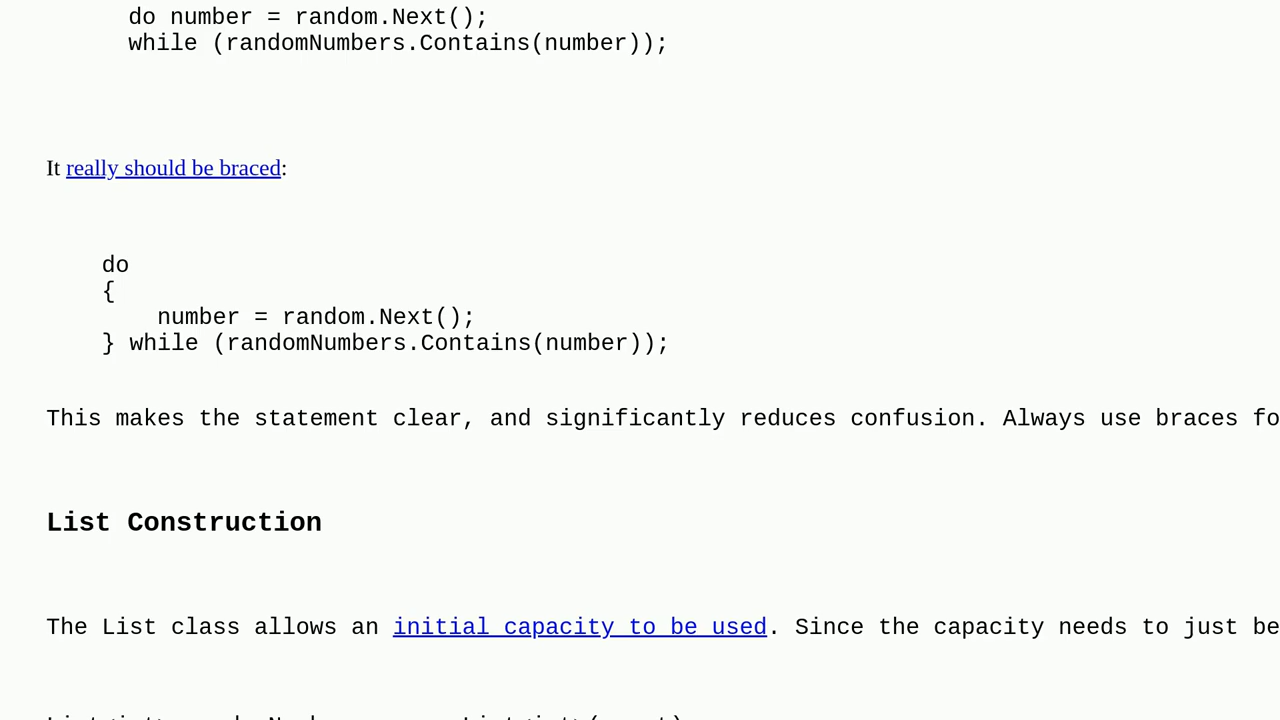 do number = random.Next();
while (randomNumbers.Contains(number));
It really should be braced:
do
{
number = random.Next();
} while (randomNumbers.Contains(number));
This makes the statement clear, and significantly reduces confusion. Always use braces fo
List Construction
The List class allows an initial capacity to be used. Since the capacity needs to just be